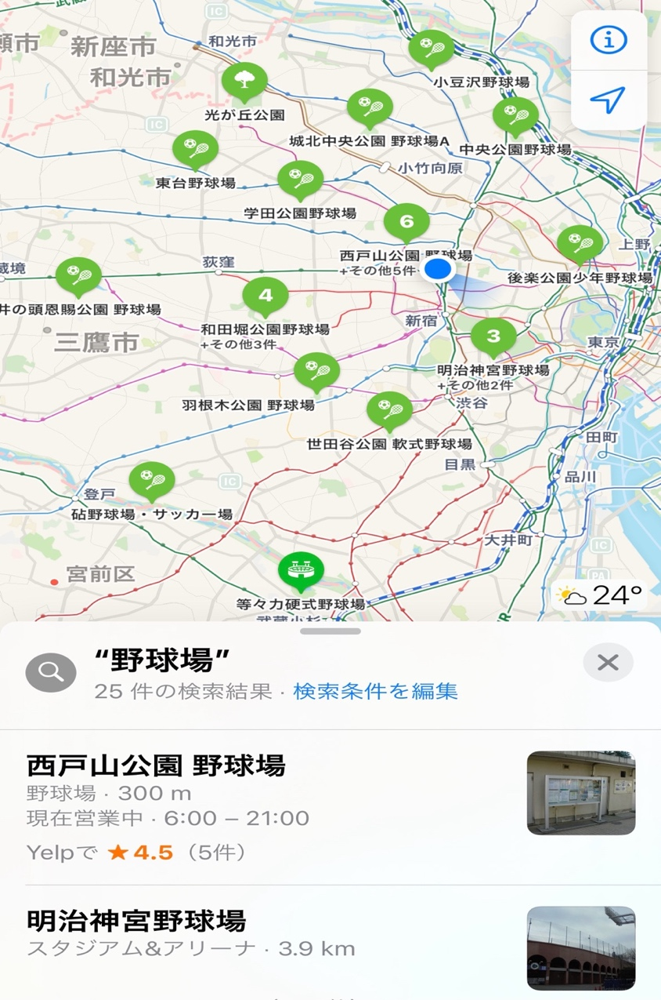 IC
新座市
和光市
和光市
小豆沢野球場
光が丘公園
IC
城北中央公園 野球場A
中央公園野球場
小竹向原
東台野球場
学田公園野球場
6
西戸山公園 野球場
+その他5件
上野
後楽公園少年野球場
荻窪
4
井の頭恩賜公園 野球場
和田堀公園野球場
+その他3件
新宿
3
三鷹市
東京
明治神宮野球場
+その他2件
渋谷
羽根木公園 野球場
世田谷公園 軟式野球場
田町
目黒
品川
IC
登戸
砧野球場・サッカー場
大井町
IC
宮前区
PA
24°
等々力硬式野球場
武蔵小杉
“野球場”
25 件の検索結果 · 検索条件を編集
西戸山公園 野球場
野球場 · 300 m
現在営業中 · 6:00 – 21:00
Yelpで ★ 4.5（5件）
明治神宮野球場
スタジアム&アリーナ · 3.9 km